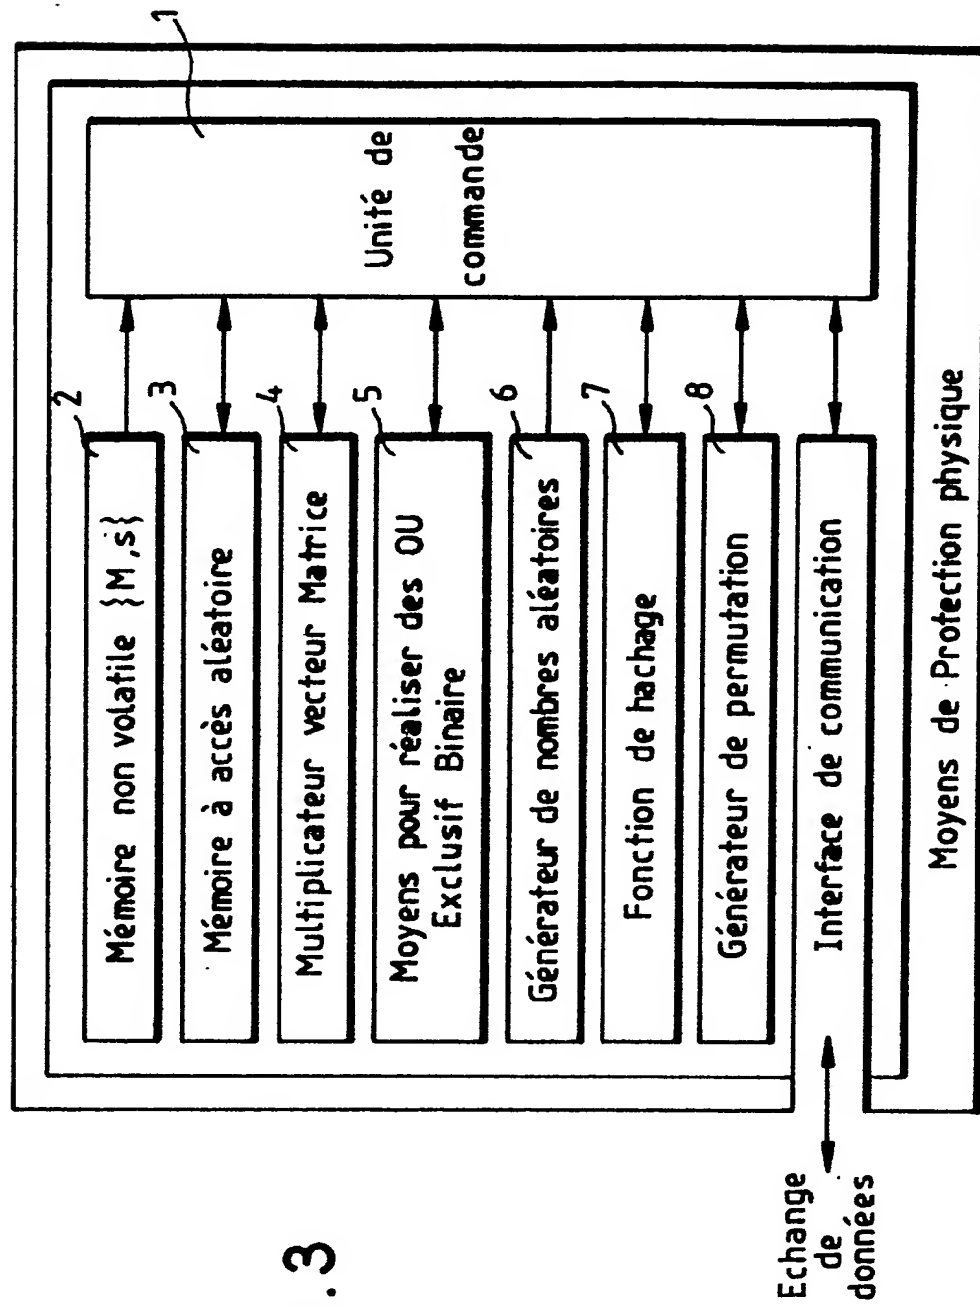 1
Unité de
commande
2
Mémoire non volatile {M,s}
3
Mémoire à accès aléatoire
4
Multiplicateur vecteur Matrice
5
Moyens pour réaliser des OU
Exclusif Binaire
6
Générateur de nombres aléatoires
7
Fonction de hachage
8
Générateur de permutation
Interface de communication
Moyens de Protection physique
Echange
de
données
.3